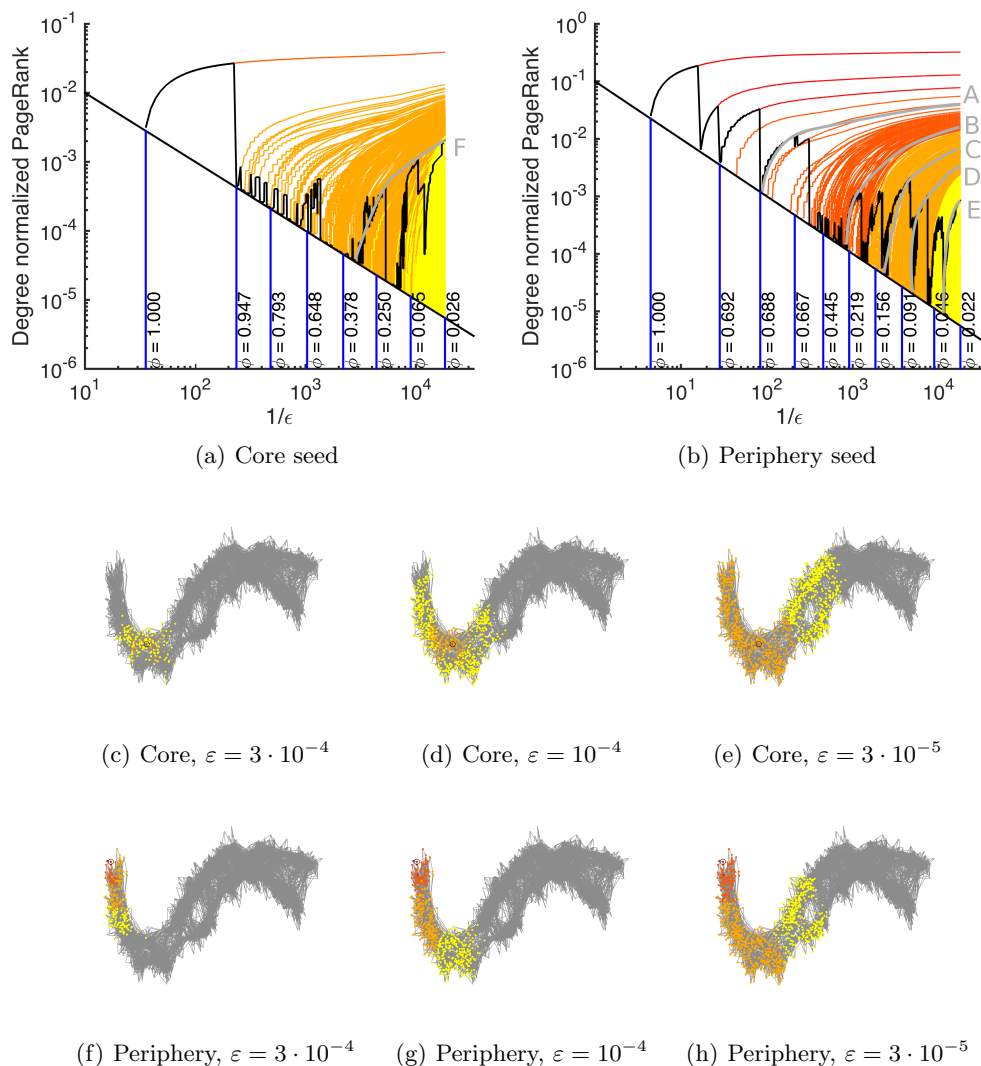 Degree normalized PageRank
10^-1
10^-2
10^-3
10^-4
10^-5
10^-6
F
ϕ = 1.000
ϕ = 0.947
ϕ = 0.793
ϕ = 0.648
ϕ = 0.378
ϕ = 0.250
ϕ = 0.065
ϕ = 0.026
10^1
10^2
10^3
10^4
1/ϵ
(a) Core seed
Degree normalized PageRank
10^0
10^-1
10^-2
10^-3
10^-4
10^-5
10^-6
A
B
C
D
E
ϕ = 1.000
ϕ = 0.692
ϕ = 0.688
ϕ = 0.667
ϕ = 0.445
ϕ = 0.219
ϕ = 0.156
ϕ = 0.091
ϕ = 0.046
ϕ = 0.022
10^1
10^2
10^3
10^4
1/ϵ
(b) Periphery seed
(c) Core, ε = 3 · 10^-4
(d) Core, ε = 10^-4
(e) Core, ε = 3 · 10^-5
(f) Periphery, ε = 3 · 10^-4
(g) Periphery, ε = 10^-4
(h) Periphery, ε = 3 · 10^-5